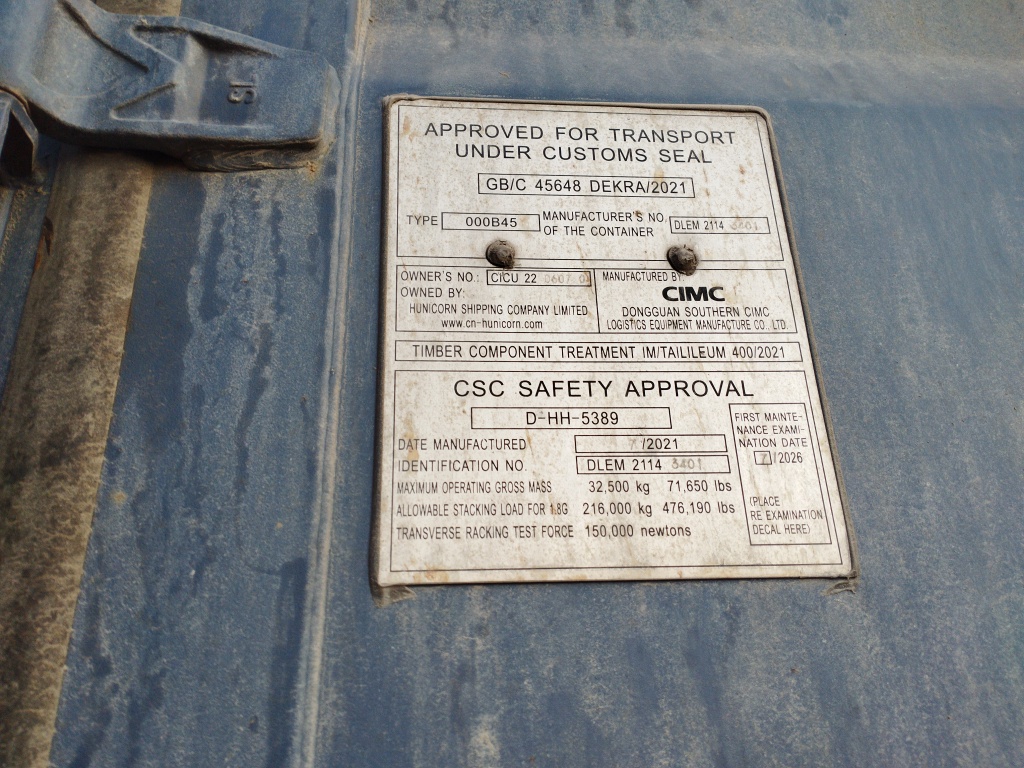 SI
APPROVED FOR TRANSPORT
UNDER CUSTOMS SEAL
GB/C 45648 DEKRA/2021
TYPE 000B45 MANUFACTURER'S NO. OF THE CONTAINER DLEM 2114 3401
OWNER'S NO.: CICU 22
OWNED BY:
HUNICORN SHIPPING COMPANY LIMITED
www.cn-hunicorn.com
MANUFACTURED BY:
CIMC
DONGGUAN SOUTHERN CIMC
LOGISTICS EQUIPMENT MANUFACTURE CO., LTD.
TIMBER COMPONENT TREATMENT IM/TAILILEUM 400/2021
CSC SAFETY APPROVAL
D-HH-5389
DATE MANUFACTURED 7/2021
IDENTIFICATION NO. DLEM 2114 3401
MAXIMUM OPERATING GROSS MASS 32,500 kg 71,650 lbs
ALLOWABLE STACKING LOAD FOR 1.8G 216,000 kg 476,190 lbs
TRANSVERSE RACKING TEST FORCE 150,000 newtons
FIRST MAINTE-
NANCE EXAMI-
NATION DATE
7/2026
(PLACE
RE EXAMINATION
DECAL HERE)